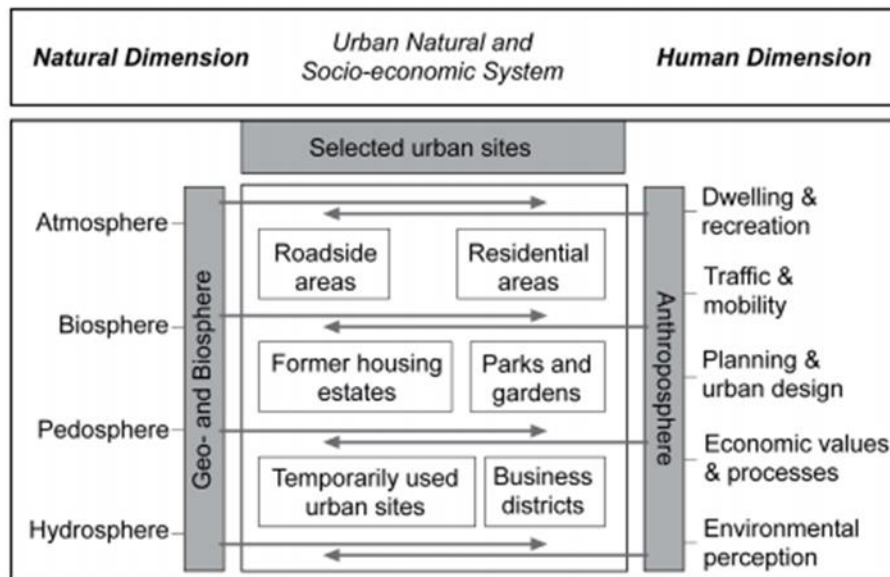 Natural Dimension
Urban Natural and
Socio-economic System
Human Dimension
Selected urban sites
Atmosphere
Biosphere
Pedosphere
Hydrosphere
Geo- and Biosphere
Roadside
areas
Residential
areas
Former housing
estates
Parks and
gardens
Temporarily used
urban sites
Business
districts
Anthroposphere
Dwelling &
recreation
Traffic &
mobility
Planning &
urban design
Economic values
& processes
Environmental
perception